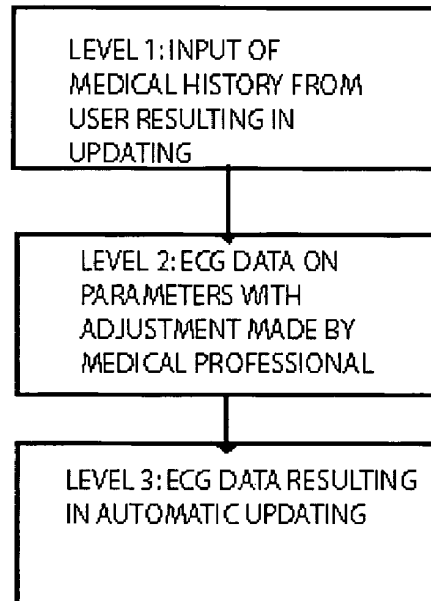 LEVEL 1: INPUT OF
MEDICAL HISTORY FROM
USER RESULTING IN
UPDATING
LEVEL 2: ECG DATA ON
PARAMETERS WITH
ADJUSTMENT MADE BY
MEDICAL PROFESSIONAL
LEVEL 3: ECG DATA RESULTING
IN AUTOMATIC UPDATING